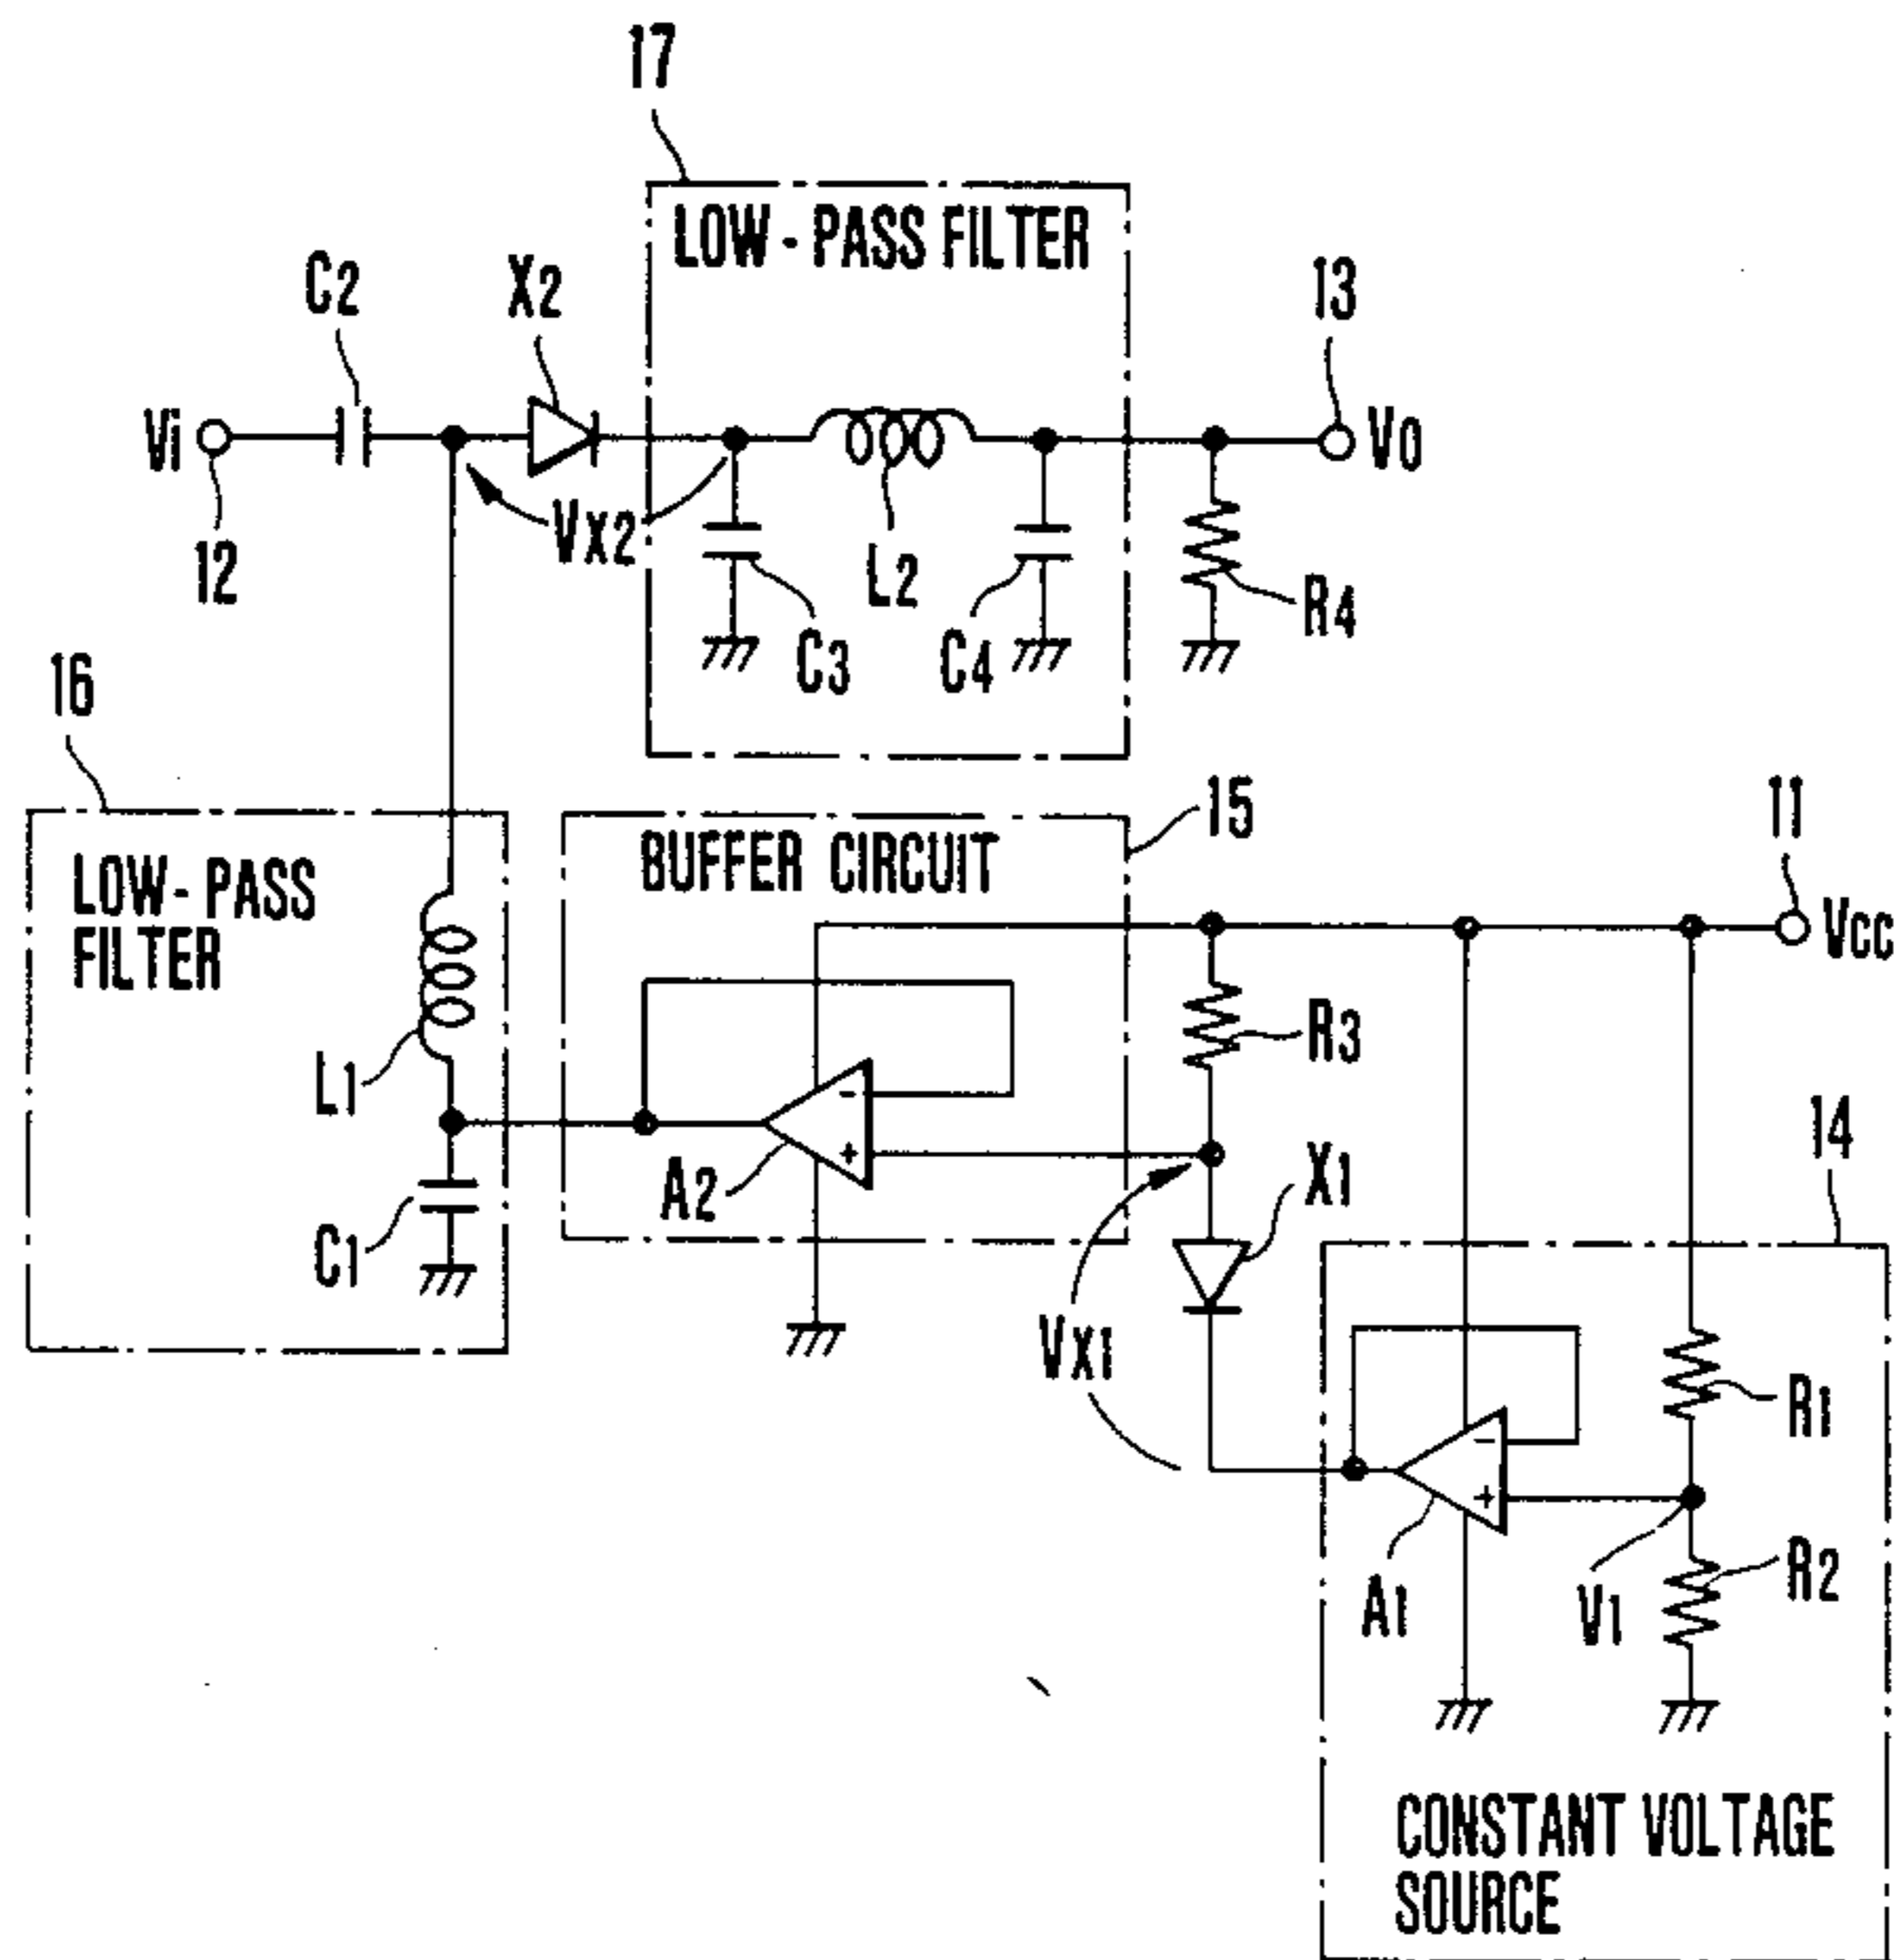 17
LOW - PASS FILTER
C2
X2
13
Vi
Vo
12
VX2
L2
C3
C4
R4
16
15
11
LOW - PASS
FILTER
BUFFER CIRCUIT
Vcc
L1
R3
-
+
A2
X1
14
C1
VX1
R1
-
+
A1
V1
R2
CONSTANT VOLTAGE
SOURCE